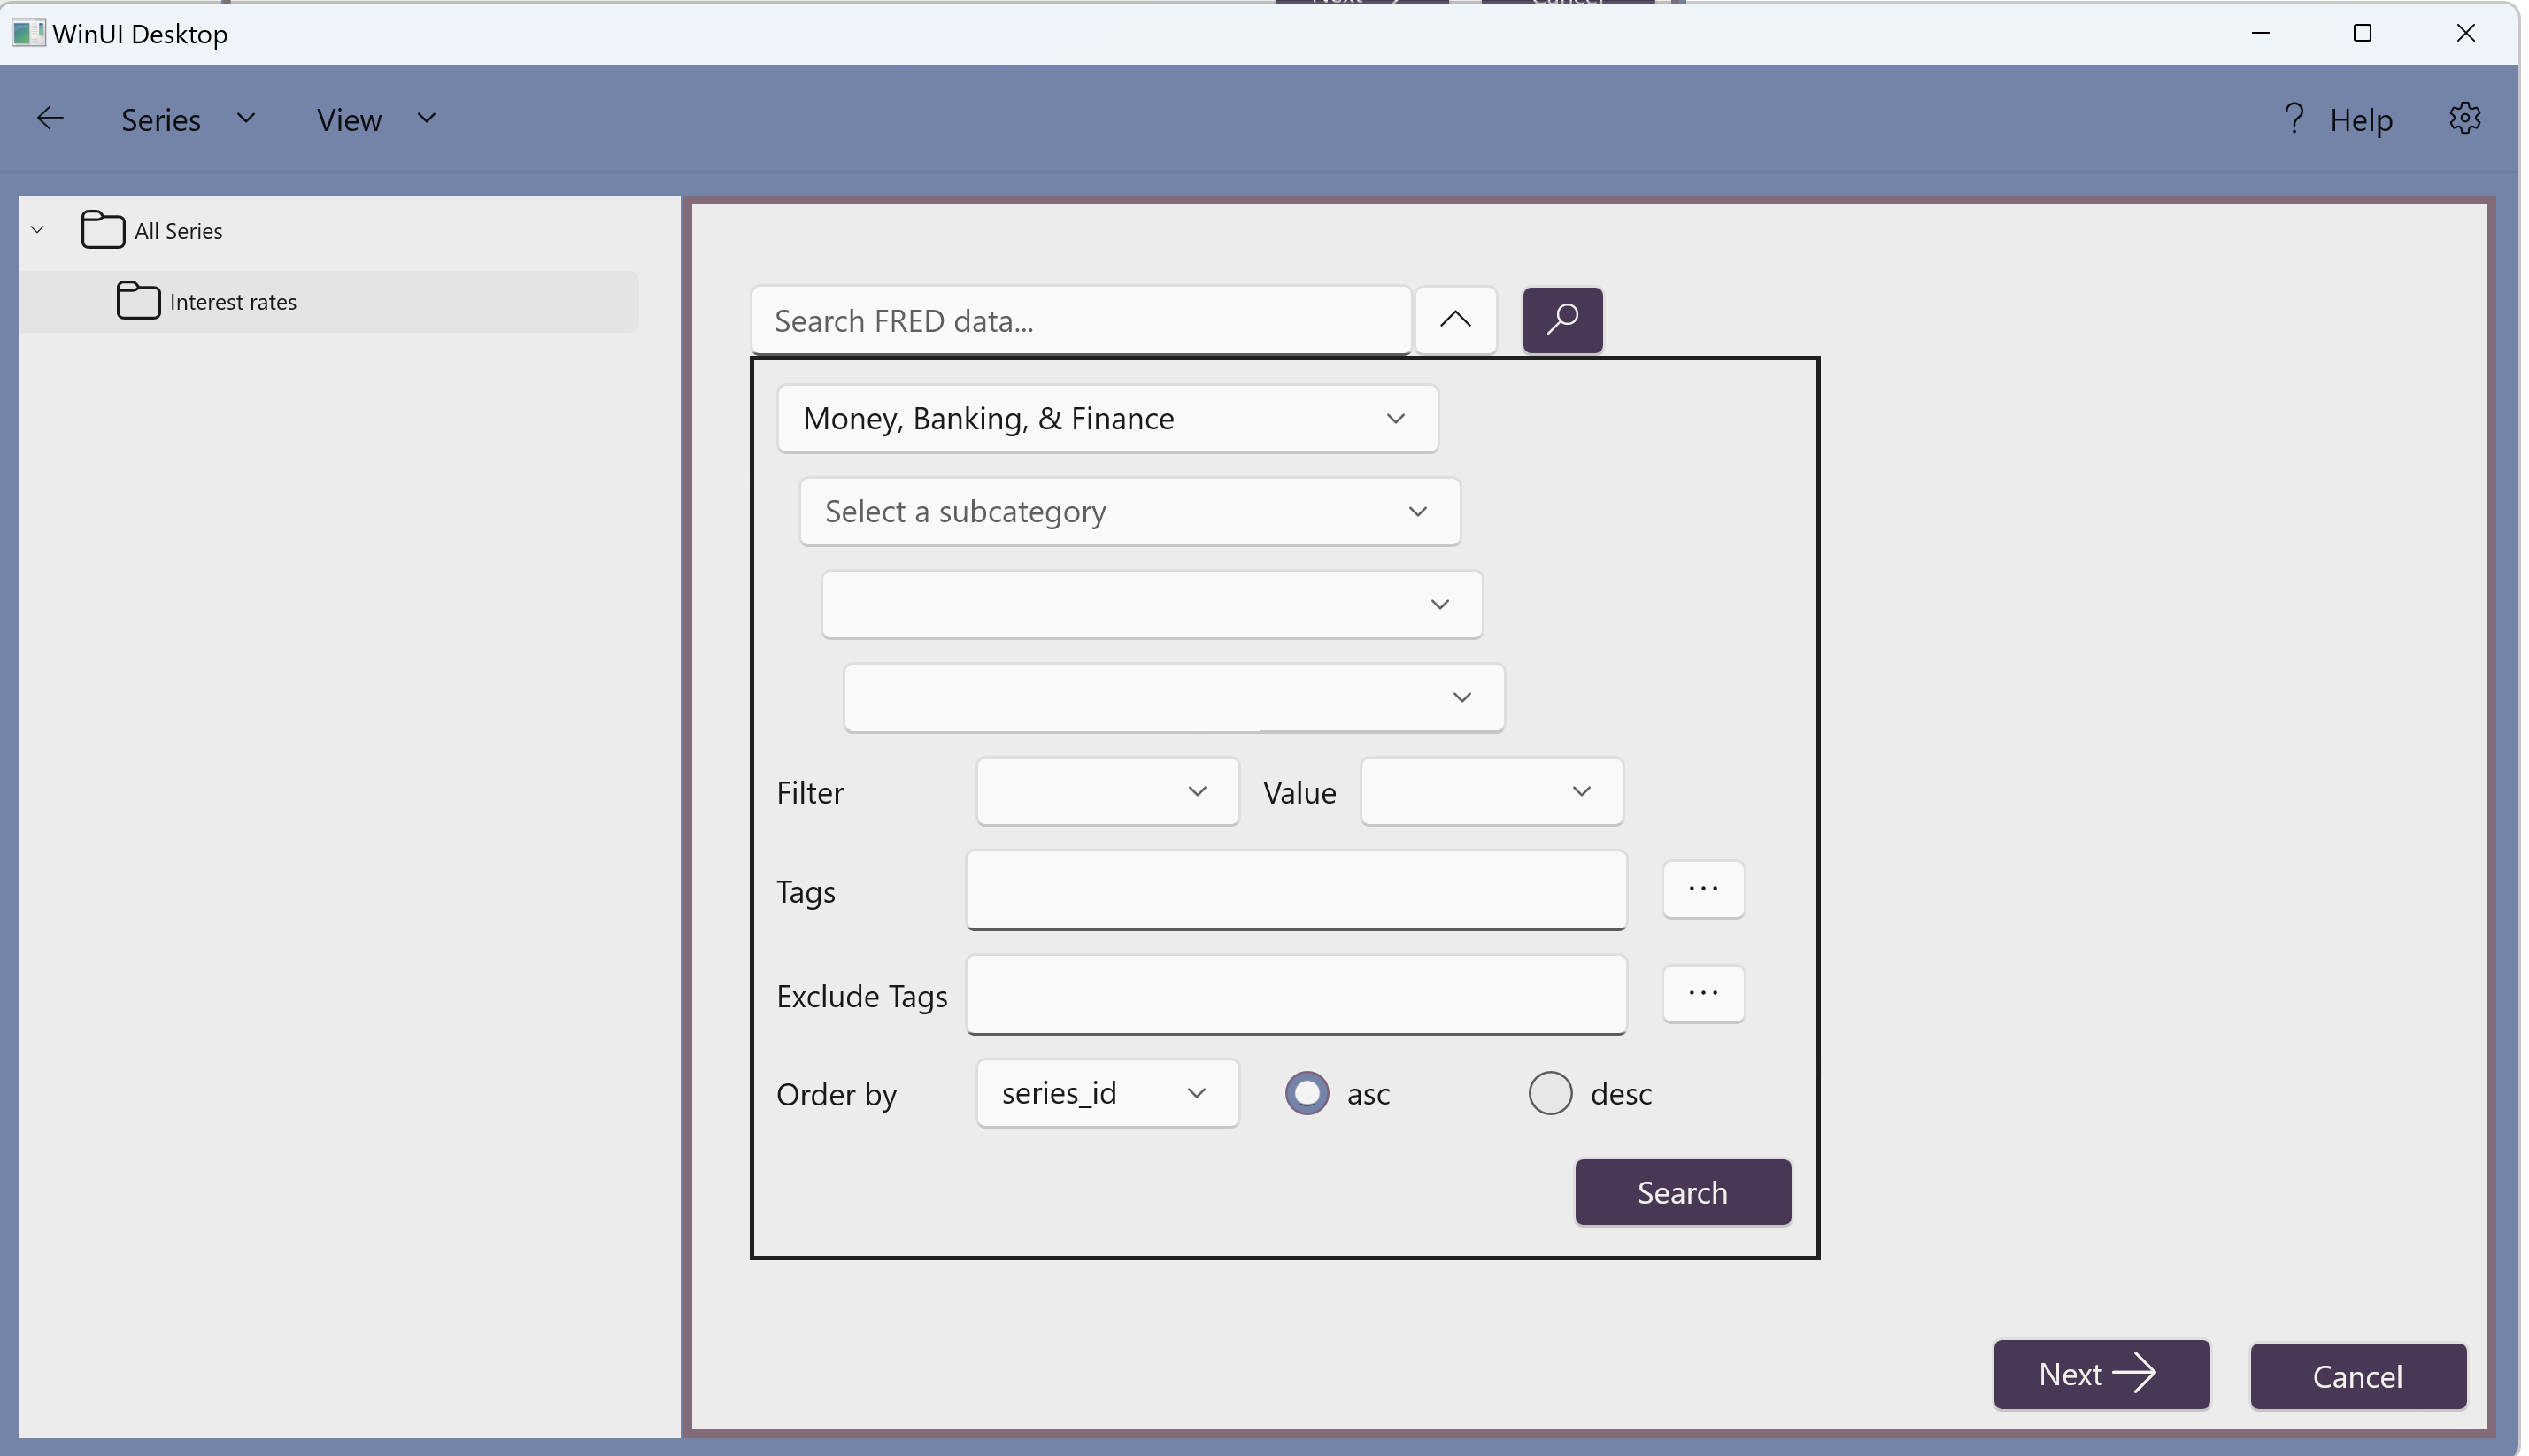 WinUI Desktop
Series
View
? Help
All Series
Interest rates
Search FRED data...
Money, Banking, & Finance
Select a subcategory
Filter
Value
Tags
...
Exclude Tags
...
Order by
series_id
asc
desc
Search
Next
Cancel